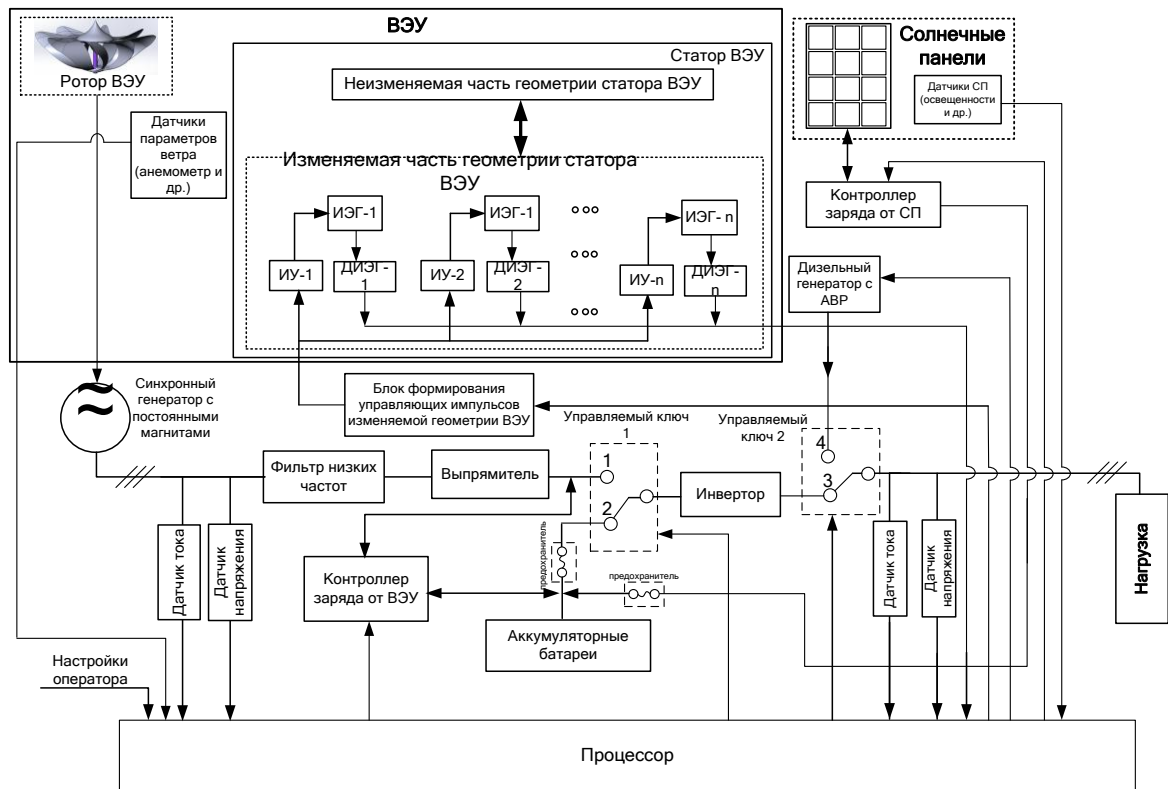 ВЭУ
Ротор ВЭУ
Статор ВЭУ
Неизменяемая часть геометрии статора ВЭУ
Датчики
параметров
ветра
(анемометр и
др.)
Изменяемая часть геометрии статора
ВЭУ
ИЭГ-1
ИЭГ-1
ИЭГ- n
ИУ-1
ДИЭГ-
1
ИУ-2
ДИЭГ-
2
ИУ-n
ДИЭГ-
n
Солнечные
панели
Датчики СП
(освещенности
и др.)
Контроллер
заряда от СП
Дизельный
генератор с
АВР
Синхронный
генератор с
постоянными
магнитами
Блок формирования
управляющих импульсов
изменяемой геометрии ВЭУ
Управляемый ключ
1
Управляемый
ключ 2
4
1
Фильтр низких
частот
Выпрямитель
2
Инвертор
3
Датчик тока
Датчик
напряжения
предохранитель
предохранитель
Контроллер
заряда от ВЭУ
Аккумуляторные
батареи
Датчик тока
Датчик
напряжения
Нагрузка
Настройки
оператора
Процессор